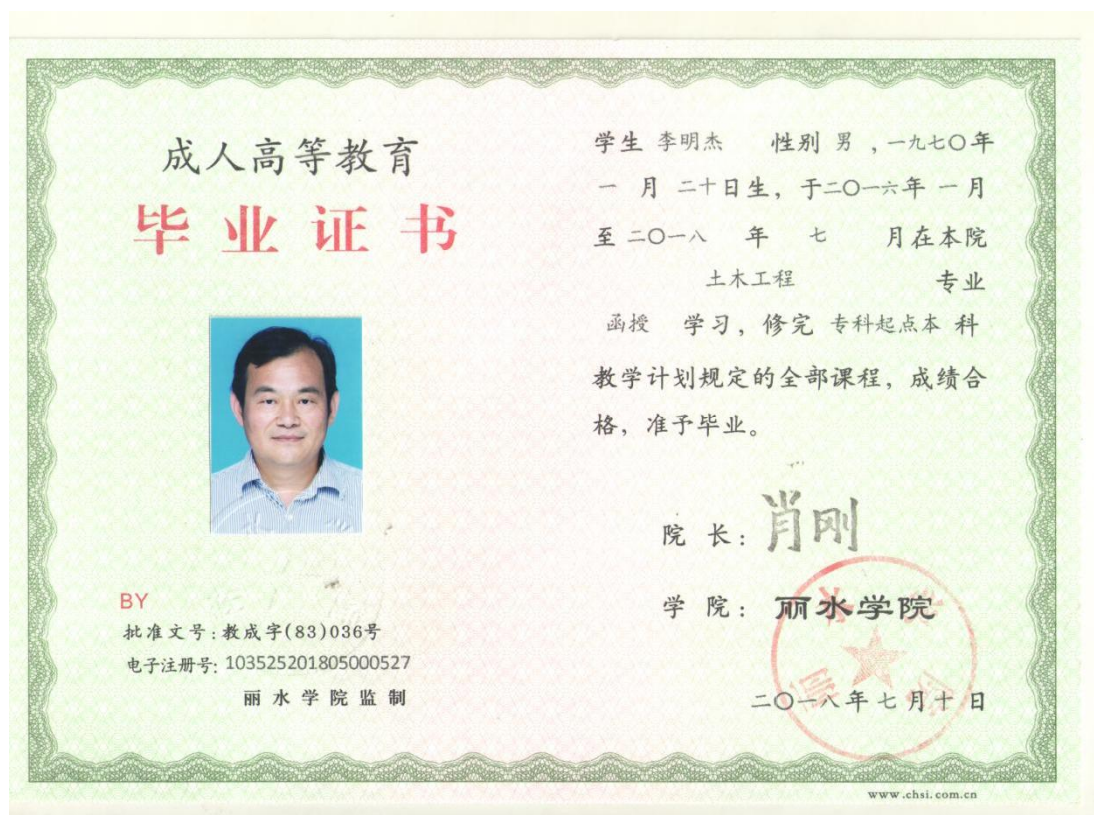 成人高等教育
毕业证书
BY
批准文号：教成字(83)036号
电子注册号：103525201805000527
丽水学院监制
学生 李明杰 性别 男 ，一九七〇年
一 月 二十日生，于二〇一六年 一 月
至 二〇一八 年 七 月在本院
土木工程 专业
函授 学习，修完 专科起点本 科
教学计划规定的全部课程，成绩合
格，准予毕业。
院 长：肖刚
学 院：丽水学院
二〇一八年七月十日
www.chsi.com.cn